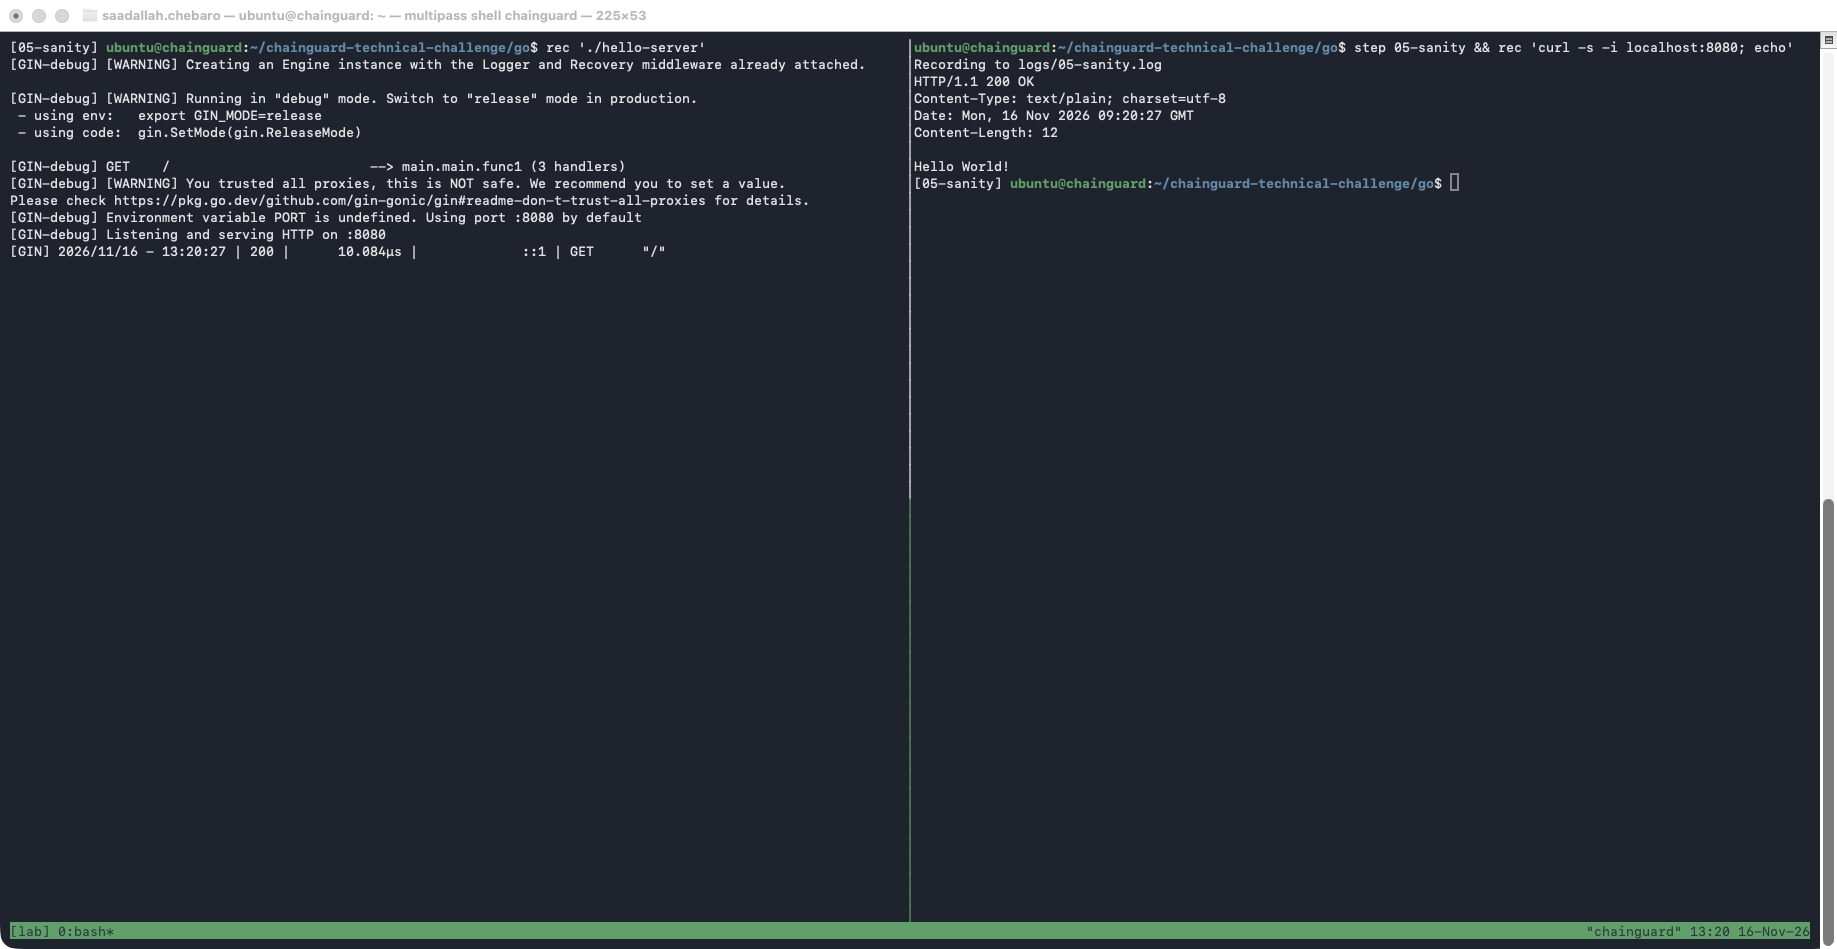 saadallah.chebaro — ubuntu@chainguard: ~ — multipass shell chainguard — 225×53
[05-sanity] ubuntu@chainguard:~/chainguard-technical-challenge/go$ rec './hello-server'
[GIN-debug] [WARNING] Creating an Engine instance with the Logger and Recovery middleware already attached.
[GIN-debug] [WARNING] Running in "debug" mode. Switch to "release" mode in production.
 - using env:   export GIN_MODE=release
 - using code:  gin.SetMode(gin.ReleaseMode)
[GIN-debug] GET    /                         --> main.main.func1 (3 handlers)
[GIN-debug] [WARNING] You trusted all proxies, this is NOT safe. We recommend you to set a value.
Please check https://pkg.go.dev/github.com/gin-gonic/gin#readme-don-t-trust-all-proxies for details.
[GIN-debug] Environment variable PORT is undefined. Using port :8080 by default
[GIN-debug] Listening and serving HTTP on :8080
[GIN] 2026/11/16 - 13:20:27 | 200 |      10.084µs |             ::1 | GET      "/"
ubuntu@chainguard:~/chainguard-technical-challenge/go$ step 05-sanity && rec 'curl -s -i localhost:8080; echo'
Recording to logs/05-sanity.log
HTTP/1.1 200 OK
Content-Type: text/plain; charset=utf-8
Date: Mon, 16 Nov 2026 09:20:27 GMT
Content-Length: 12
Hello World!
[05-sanity] ubuntu@chainguard:~/chainguard-technical-challenge/go$
[lab] 0:bash*
"chainguard" 13:20 16-Nov-26